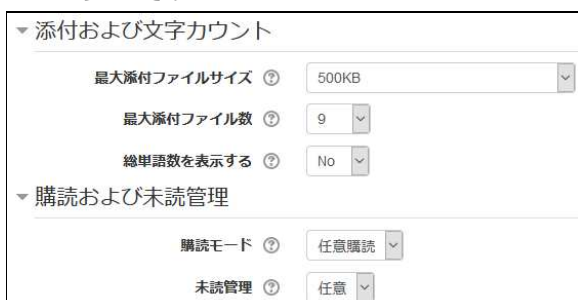 添付および文字カウント
最大添付ファイルサイズ 500KB
最大添付ファイル数 9
総単語数を表示する No
購読および未読管理
購読モード 任意購読
未読管理 任意